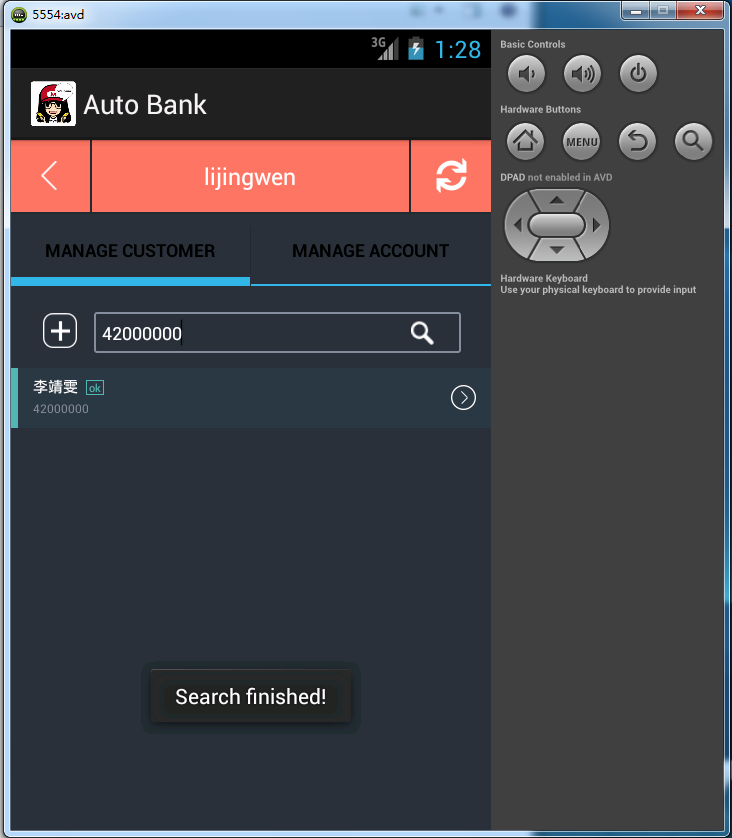 5554:avd
3G 1:28
Auto Bank
lijingwen
MANAGE CUSTOMER MANAGE ACCOUNT
42000000
李靖雯 ok
42000000
Search finished!
Basic Controls
Hardware Buttons
MENU
DPAD not enabled in AVD
Hardware Keyboard
Use your physical keyboard to provide input